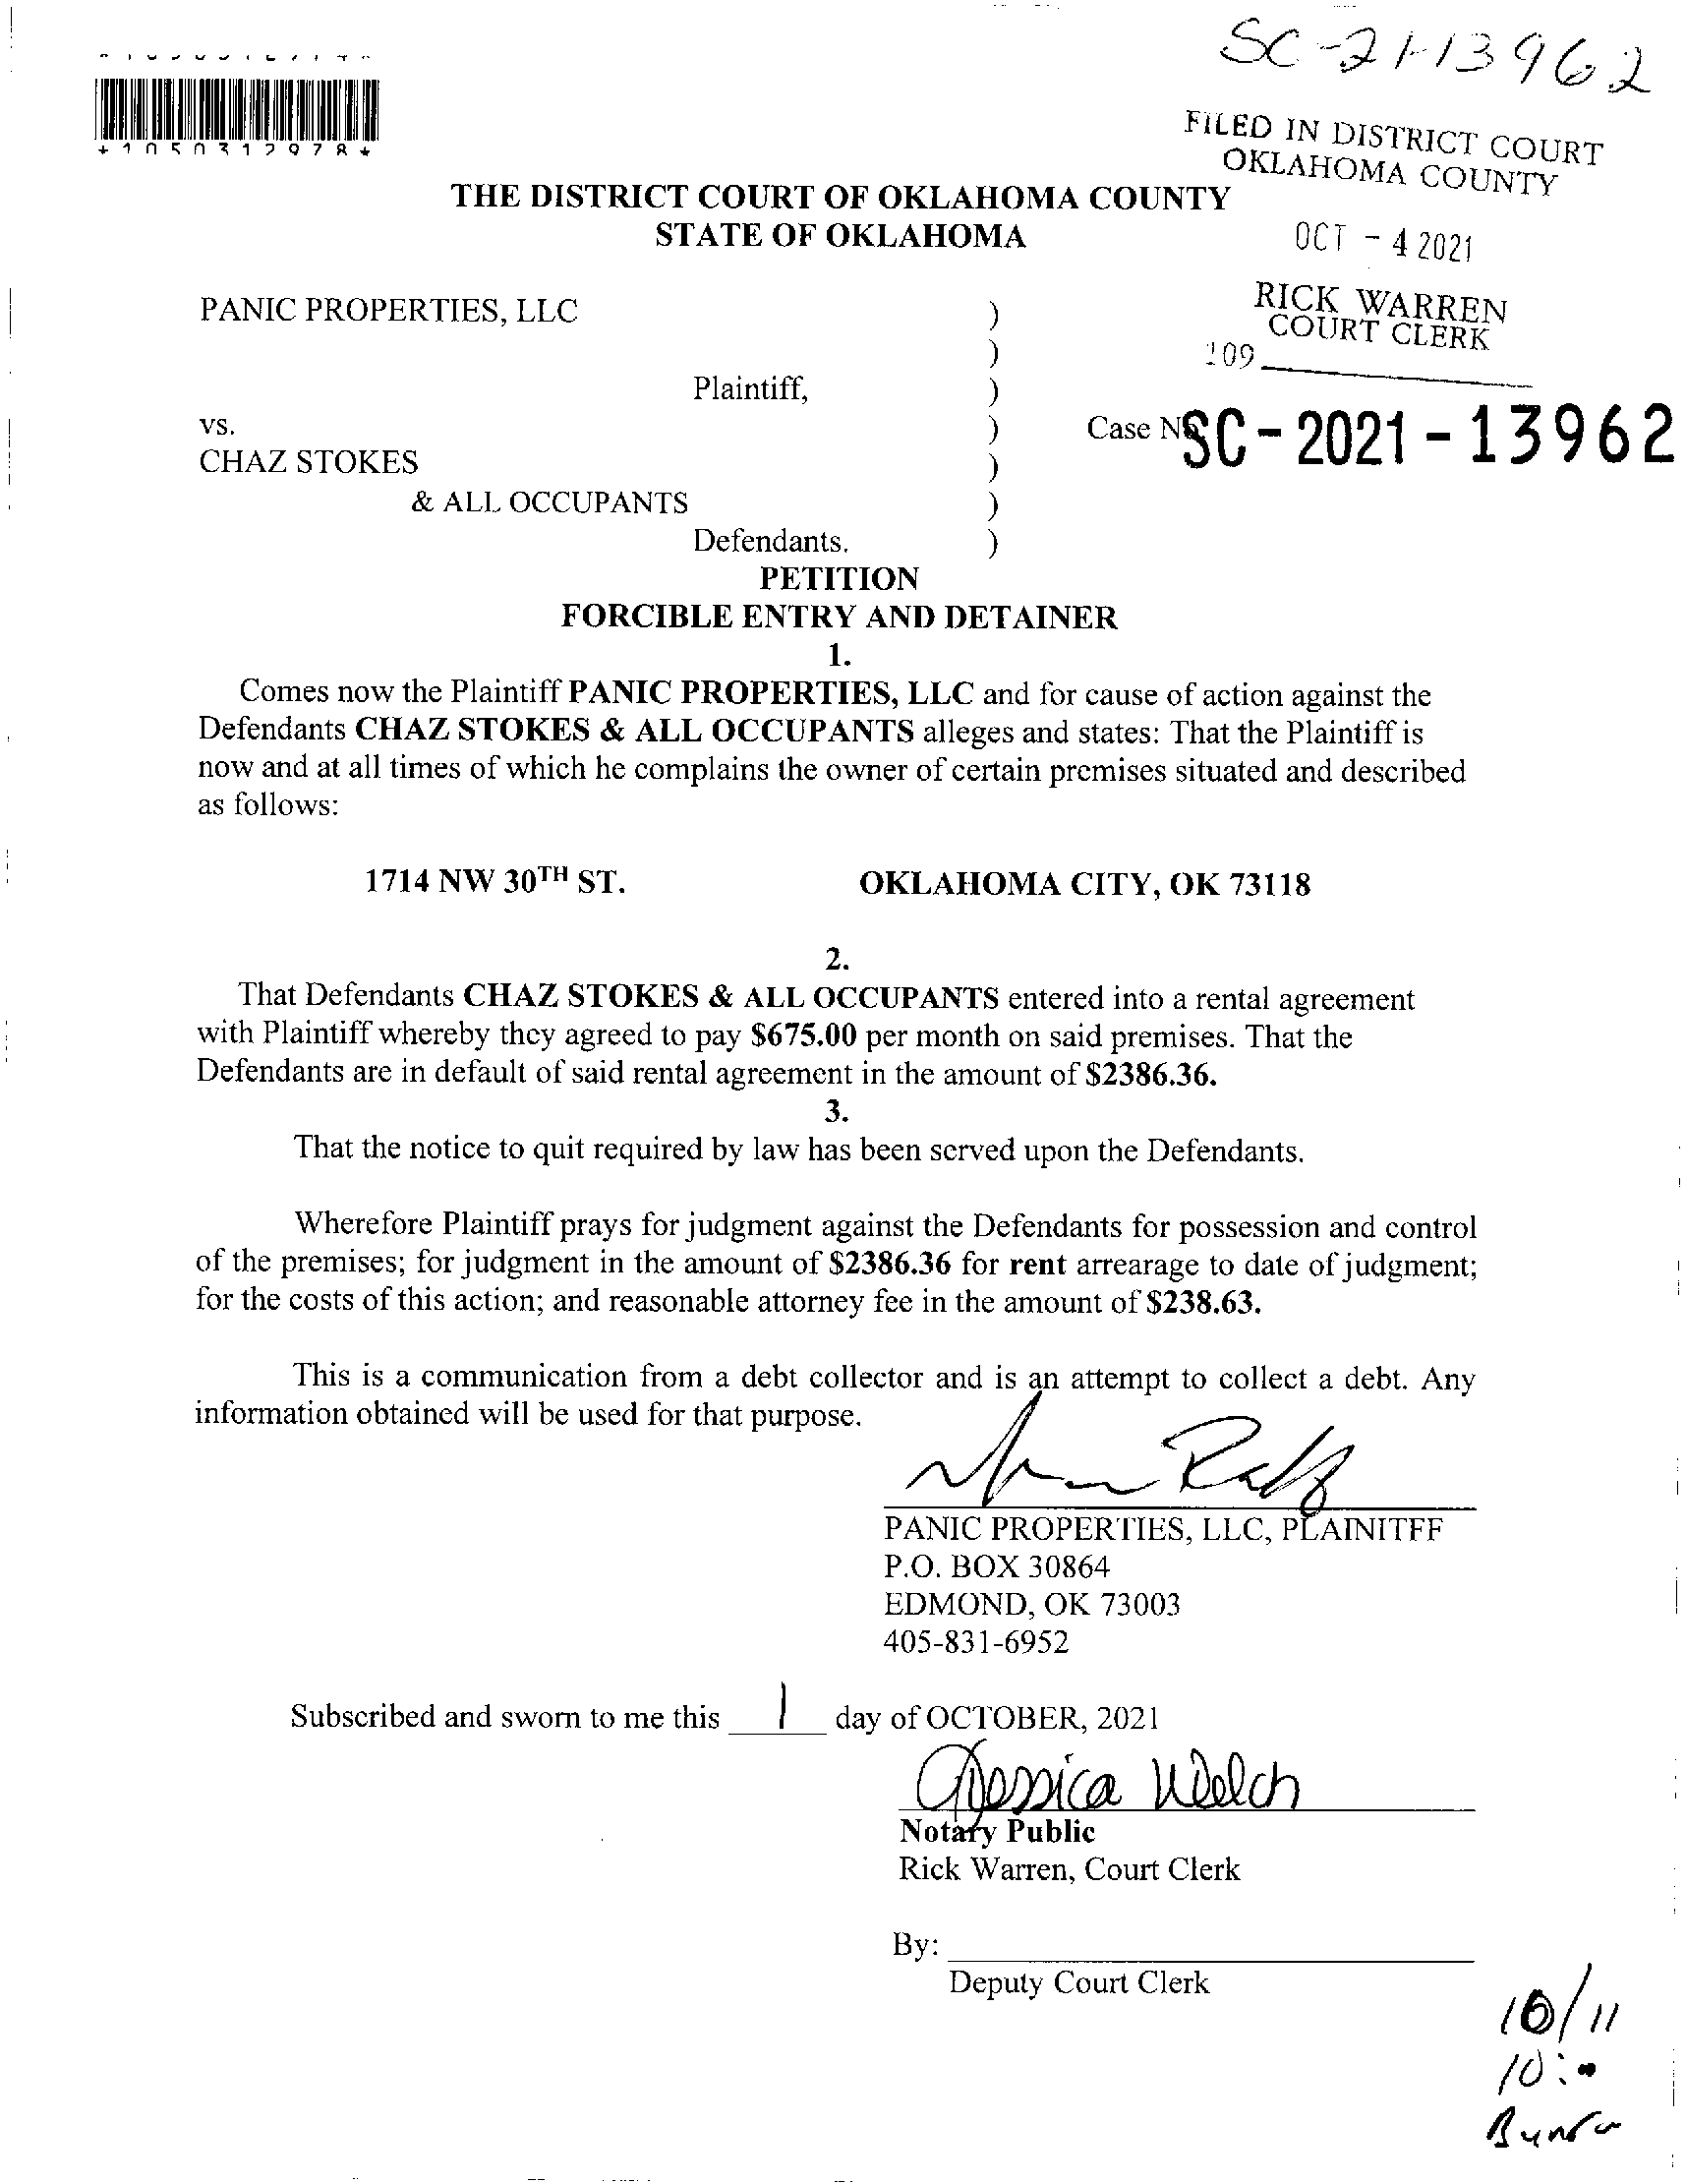 SC-21-13962
*1050312978*
FILED IN DISTRICT COURT
OKLAHOMA COUNTY
THE DISTRICT COURT OF OKLAHOMA COUNTY
STATE OF OKLAHOMA
OCT - 4 2021
RICK WARREN
COURT CLERK
109
PANIC PROPERTIES, LLC )
)
Plaintiff, )
vs. )
Case No SC-2021-13962
CHAZ STOKES )
& ALL OCCUPANTS )
Defendants. )
PETITION
FORCIBLE ENTRY AND DETAINER
1.
Comes now the Plaintiff PANIC PROPERTIES, LLC and for cause of action against the
Defendants CHAZ STOKES & ALL OCCUPANTS alleges and states: That the Plaintiff is
now and at all times of which he complains the owner of certain premises situated and described
as follows:
1714 NW 30TH ST. OKLAHOMA CITY, OK 73118
2.
That Defendants CHAZ STOKES & ALL OCCUPANTS entered into a rental agreement
with Plaintiff whereby they agreed to pay $675.00 per month on said premises. That the
Defendants are in default of said rental agreement in the amount of $2386.36.
3.
That the notice to quit required by law has been served upon the Defendants.
Wherefore Plaintiff prays for judgment against the Defendants for possession and control
of the premises; for judgment in the amount of $2386.36 for rent arrearage to date of judgment;
for the costs of this action; and reasonable attorney fee in the amount of $238.63.
This is a communication from a debt collector and is an attempt to collect a debt. Any
information obtained will be used for that purpose.
PANIC PROPERTIES, LLC, PLAINITFF
P.O. BOX 30864
EDMOND, OK 73003
405-831-6952
Subscribed and sworn to me this 1 day of OCTOBER, 2021
Jessica Welch
Notary Public
Rick Warren, Court Clerk
By:
Deputy Court Clerk
10/11